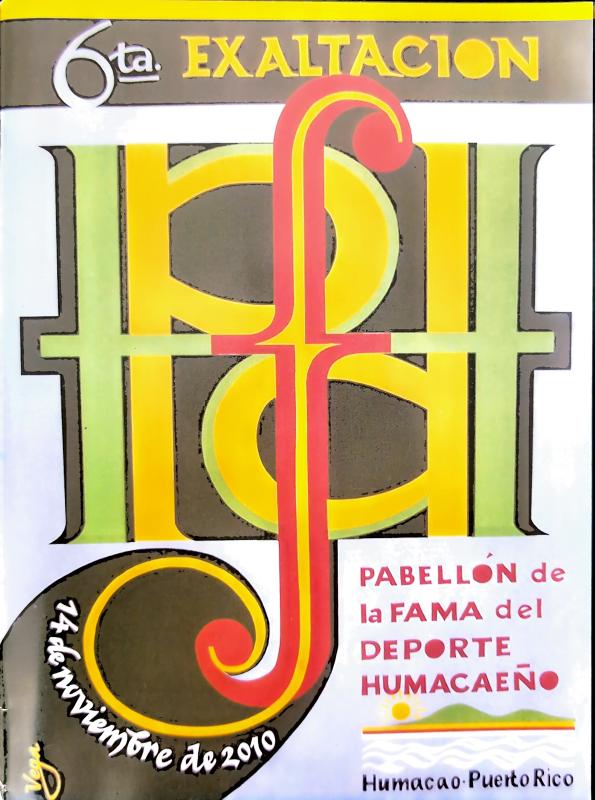 6ta. EXALTACION
14 de noviembre de 2010
PABELLÓN de
la FAMA del
DEPORTE
HUMACAEÑO
Humacao-Puerto Rico
Vega